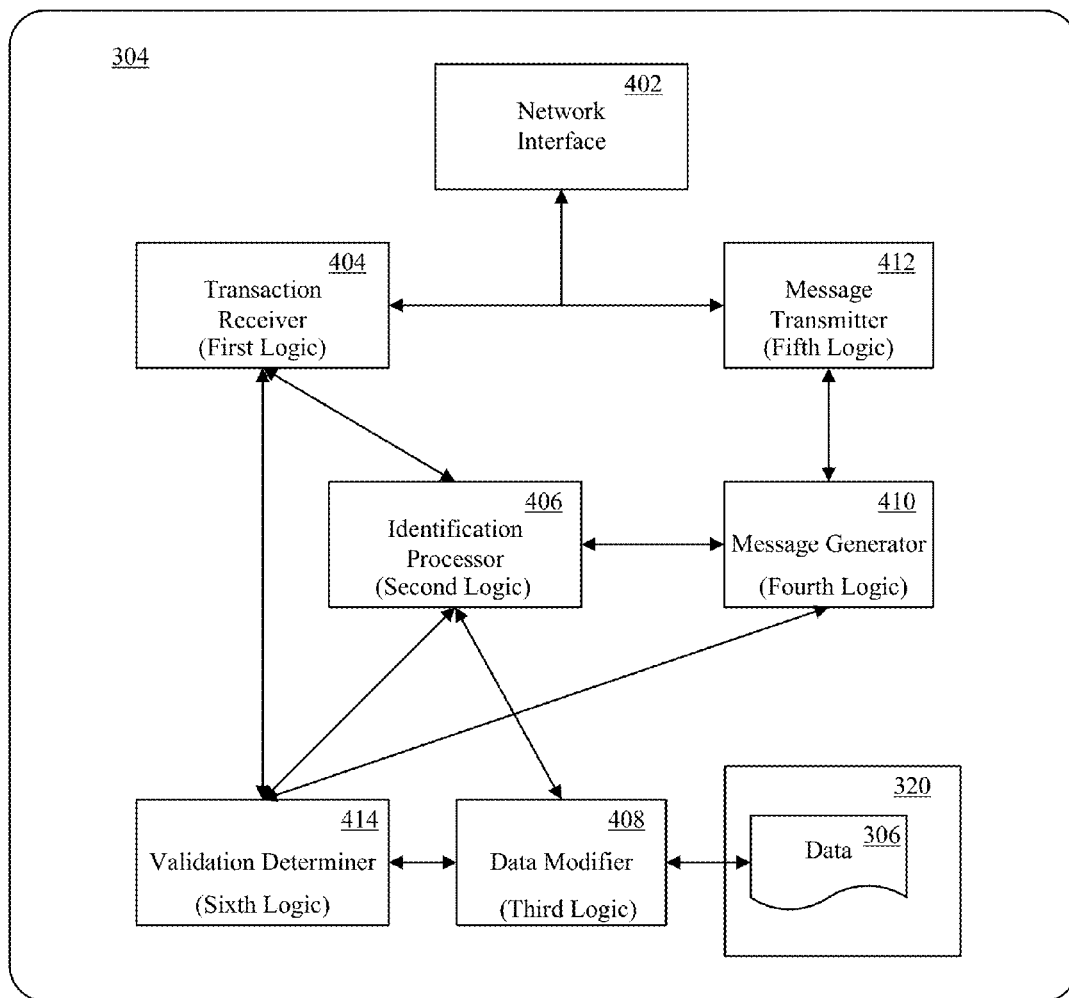 304
402
Network
Interface
404
Transaction
Receiver
(First Logic)
412
Message
Transmitter
(Fifth Logic)
406
Identification
Processor
(Second Logic)
410
Message Generator
(Fourth Logic)
414
Validation Determiner
(Sixth Logic)
408
Data Modifier
(Third Logic)
320
306
Data